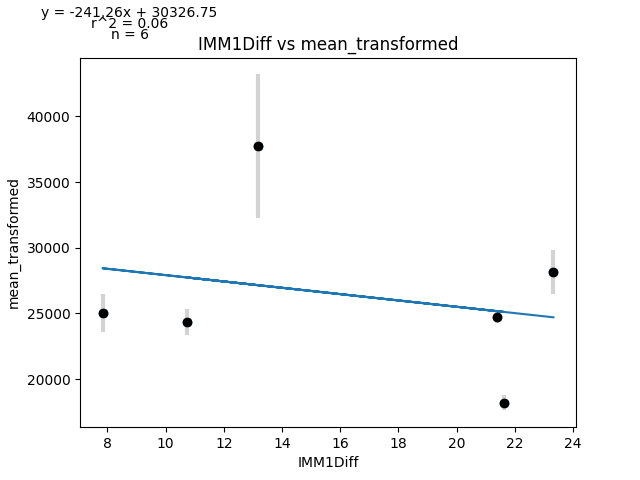 y = -241.26x + 30326.75
r^2 = 0.06
n = 6
IMM1Diff vs mean_transformed
mean_transformed
40000
35000
30000
25000
20000
8 10 12 14 16 18 20 22 24
IMM1Diff